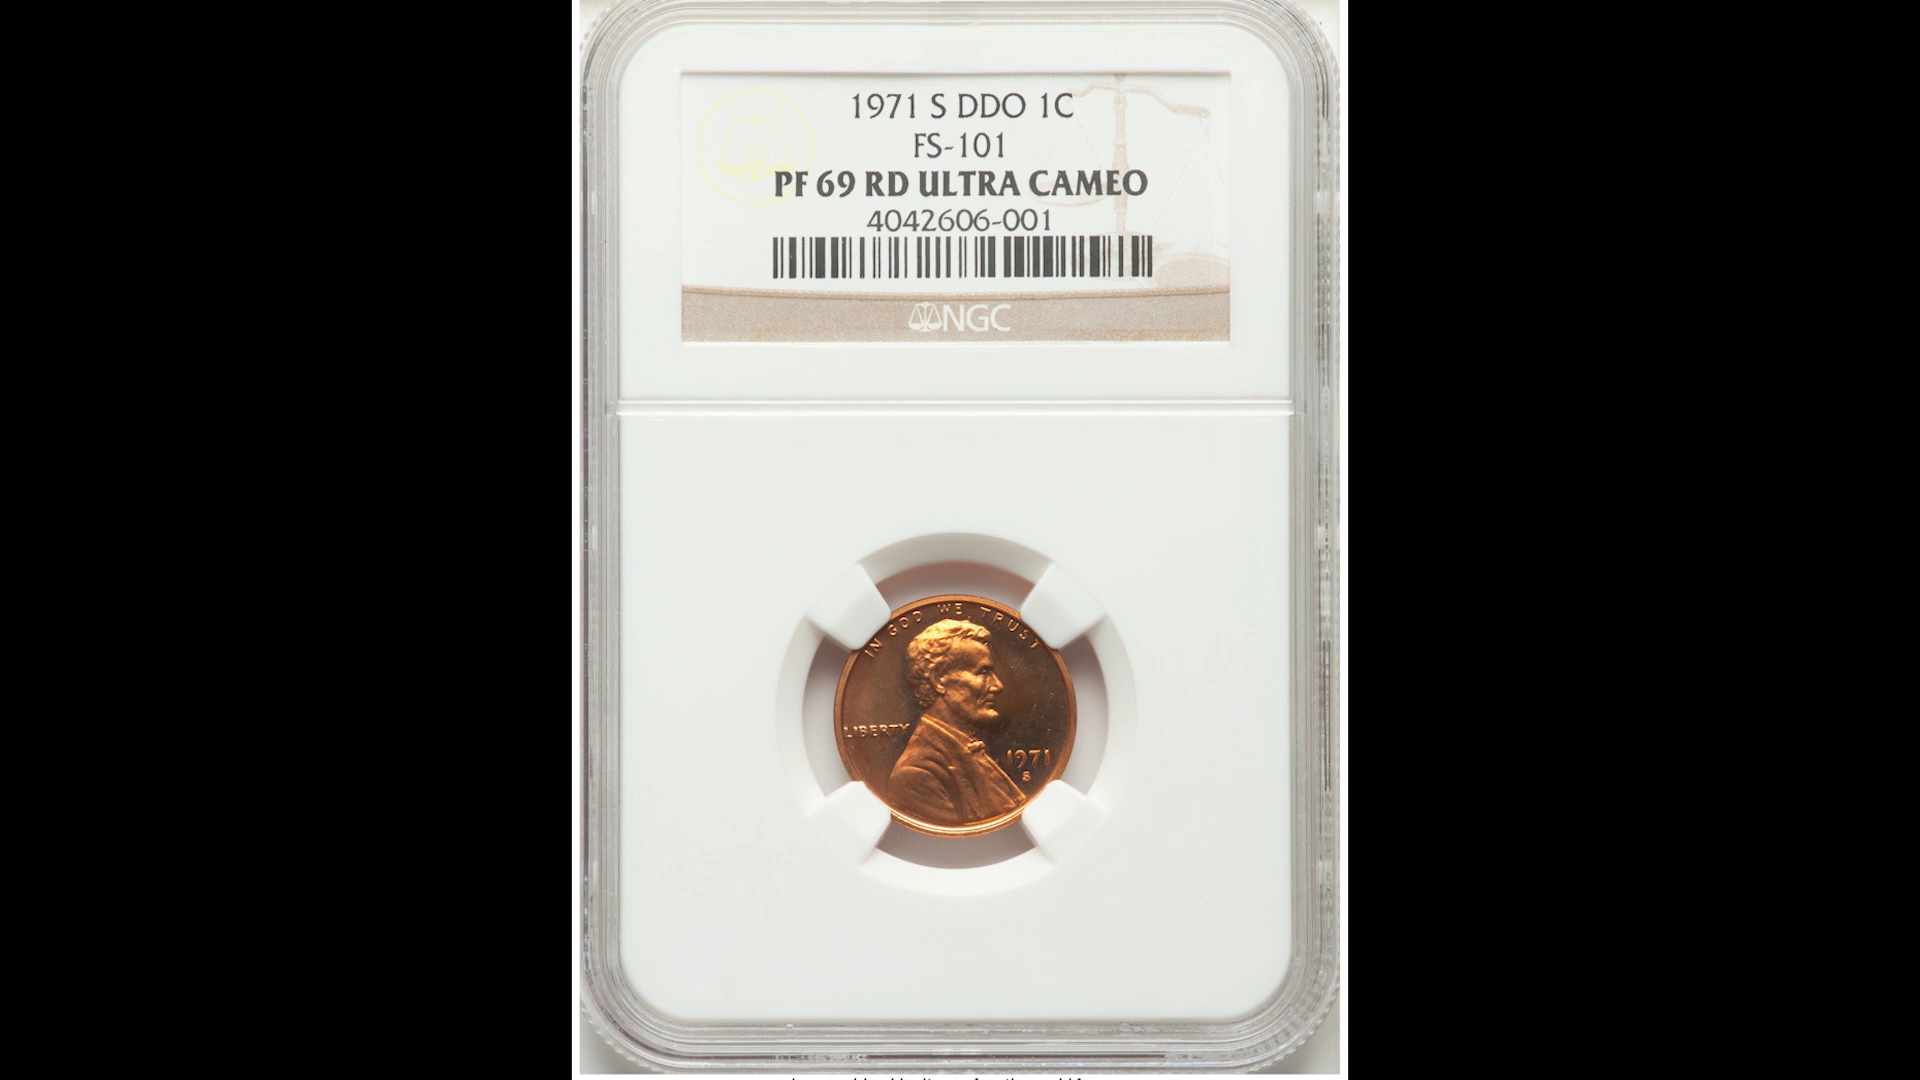 1971 S DDO 1C
FS-101
PF 69 RD ULTRA CAMEO
4042606-001
NGC
IN GOD WE TRUST
LIBERTY
1971
S